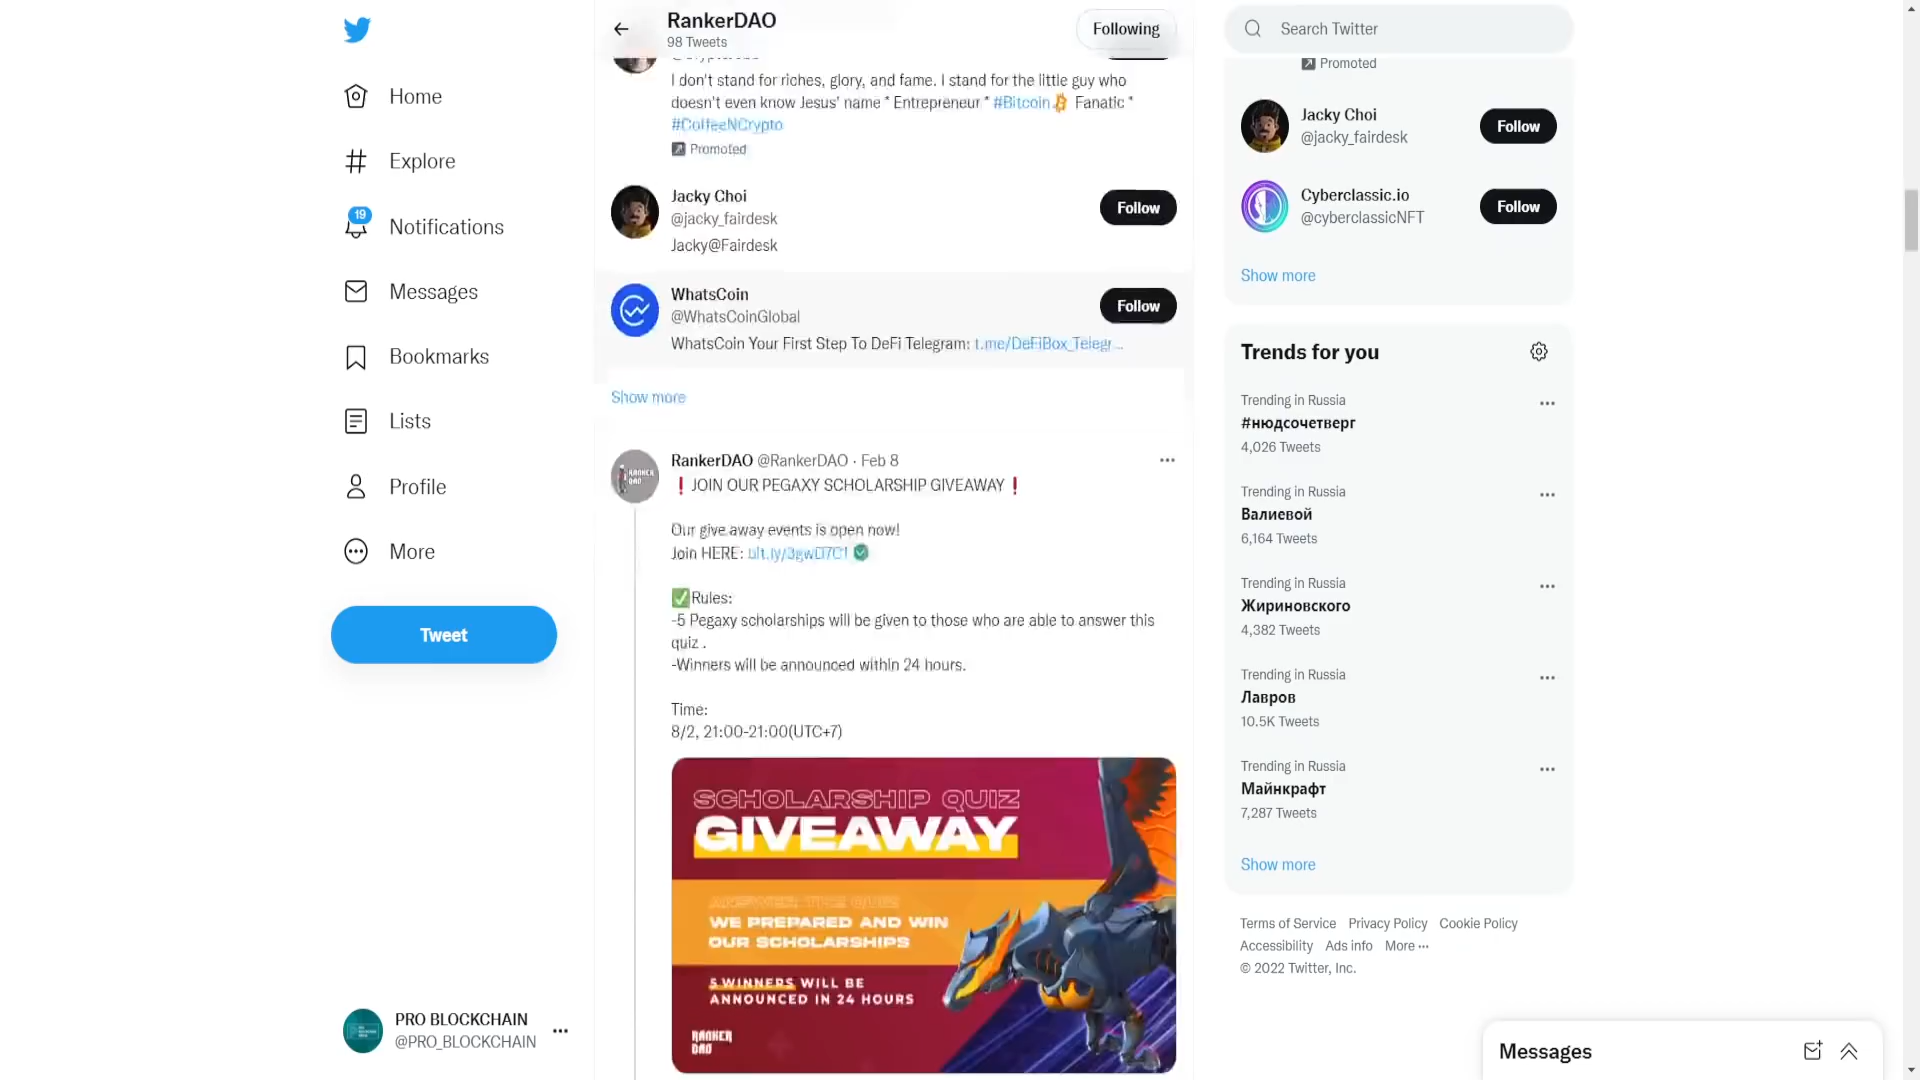 Home
Explore
19
Notifications
Messages
Bookmarks
Lists
Profile
More
Tweet
PRO BLOCKCHAIN
@PRO_BLOCKCHAIN
RankerDAO
98 Tweets
Following
I don't stand for riches, glory, and fame. I stand for the little guy who
doesn't even know Jesus' name * Entrepreneur * #Bitcoin Fanatic *
#CoffeeNCrypto
Promoted
Jacky Choi
@jacky_fairdesk
Follow
Jacky@Fairdesk
WhatsCoin
@WhatsCoinGlobal
Follow
WhatsCoin Your First Step To DeFi Telegram: t.me/DeFiBox_Telegr...
Show more
RankerDAO @RankerDAO · Feb 8
❗JOIN OUR PEGAXY SCHOLARSHIP GIVEAWAY❗
Our give away events is open now!
Join HERE:
✅Rules:
-5 Pegaxy scholarships will be given to those who are able to answer this
quiz .
-Winners will be announced within 24 hours.
Time:
8/2, 21:00-21:00(UTC+7)
SCHOLARSHIP QUIZ
GIVEAWAY
ANSWER THE QUIZ
WE PREPARED AND WIN
OUR SCHOLARSHIPS
5 WINNERS WILL BE
ANNOUNCED IN 24 HOURS
RANKER
DAO
Search Twitter
Promoted
Jacky Choi
@jacky_fairdesk
Follow
Cyberclassic.io
@cyberclassicNFT
Follow
Show more
Trends for you
Trending in Russia
#нюдсочетверг
4,026 Tweets
Trending in Russia
Валиевой
6,164 Tweets
Trending in Russia
Жириновского
4,382 Tweets
Trending in Russia
Лавров
10.5K Tweets
Trending in Russia
Майнкрафт
7,287 Tweets
Show more
Terms of Service Privacy Policy Cookie Policy
Accessibility Ads info More ···
© 2022 Twitter, Inc.
Messages